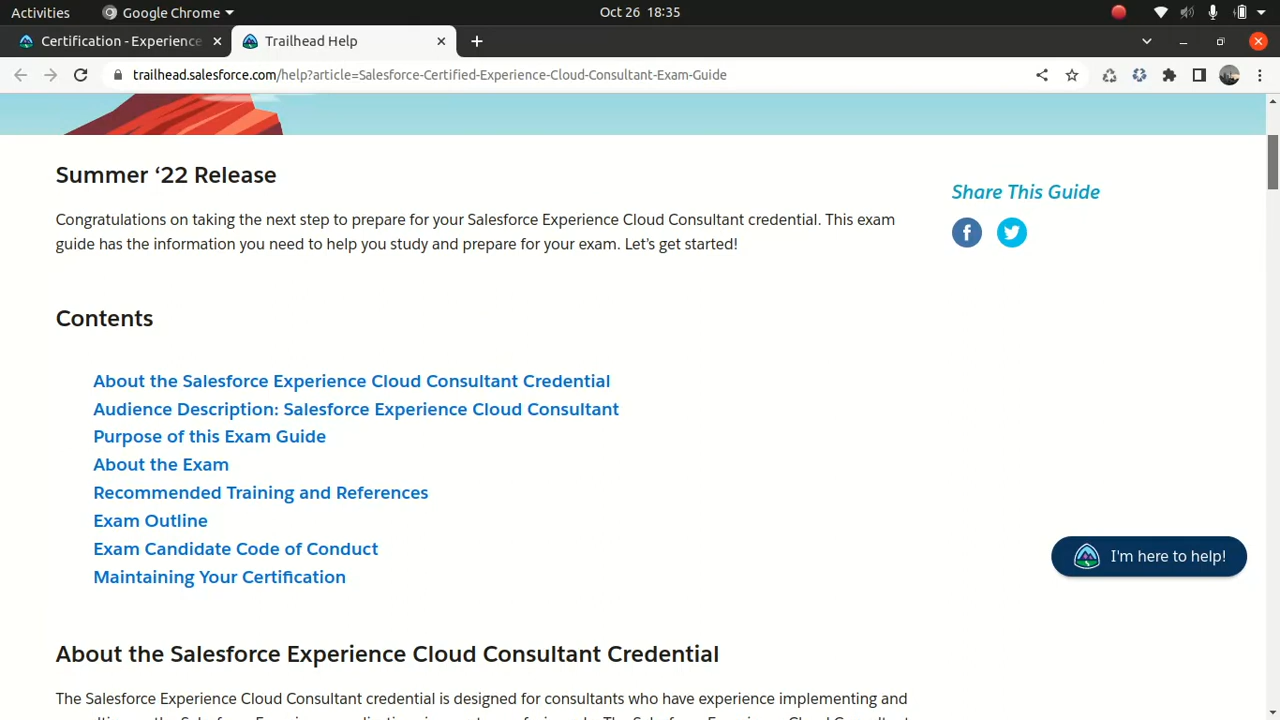 Activities Google Chrome Oct 26 18:35
Certification - Experience Trailhead Help
trailhead.salesforce.com/help?article=Salesforce-Certified-Experience-Cloud-Consultant-Exam-Guide
Summer ‘22 Release
Share This Guide
Congratulations on taking the next step to prepare for your Salesforce Experience Cloud Consultant credential. This exam
guide has the information you need to help you study and prepare for your exam. Let’s get started!
Contents
About the Salesforce Experience Cloud Consultant Credential
Audience Description: Salesforce Experience Cloud Consultant
Purpose of this Exam Guide
About the Exam
Recommended Training and References
Exam Outline
Exam Candidate Code of Conduct
I'm here to help!
Maintaining Your Certification
About the Salesforce Experience Cloud Consultant Credential
The Salesforce Experience Cloud Consultant credential is designed for consultants who have experience implementing and